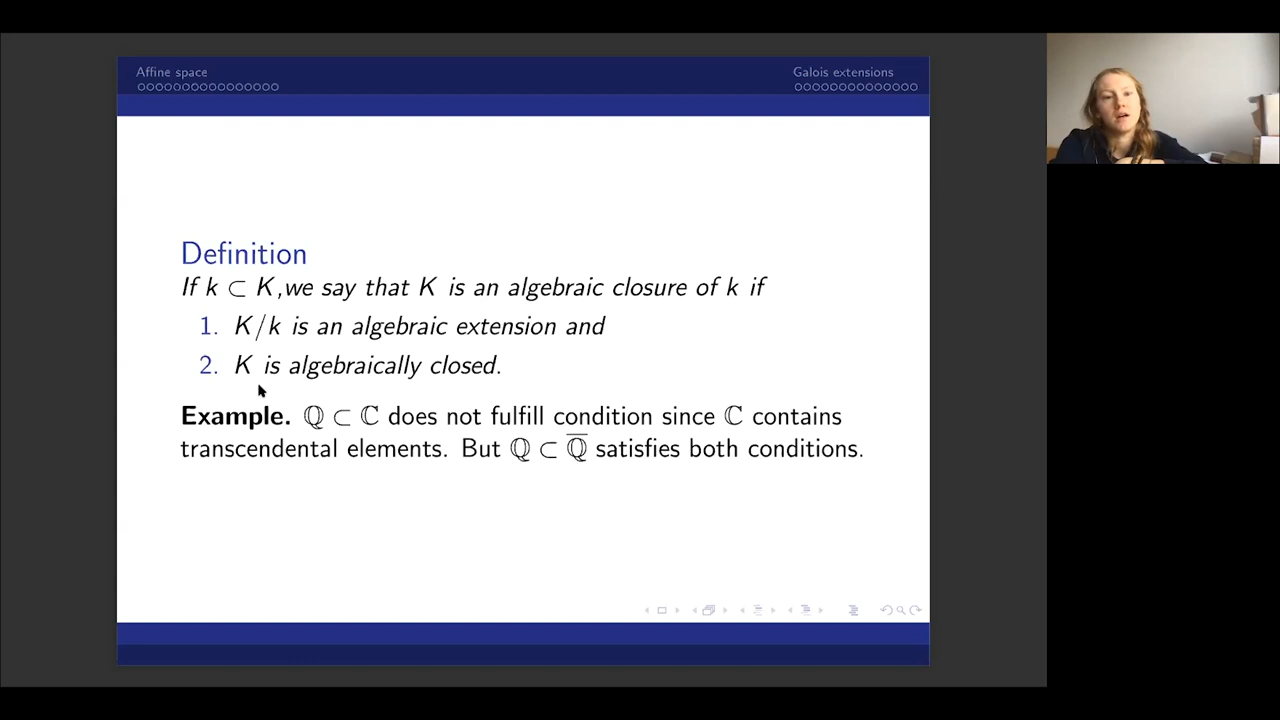 Affine space
Galois extensions
Definition
If k ⊂ K,we say that K is an algebraic closure of k if
1. K/k is an algebraic extension and
2. K is algebraically closed.
Example. ℚ ⊂ ℂ does not fulfill condition since ℂ contains
transcendental elements. But ℚ ⊂ ℚ̅ satisfies both conditions.